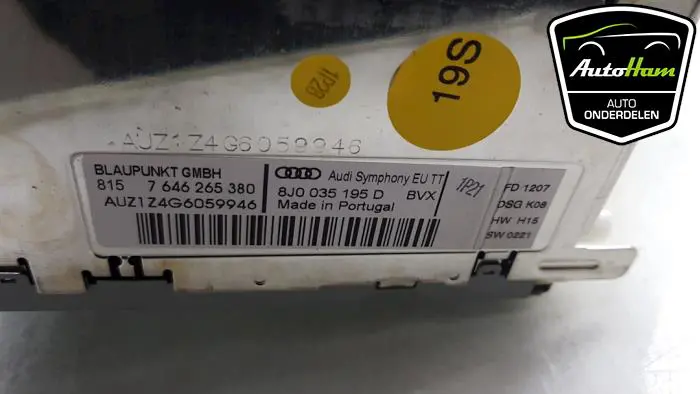 AutoHam
AUTO
ONDERDELEN
19S
1P28
AUZ1Z4G6059946
BLAUPUNKT GMBH
815 7 646 265 380
AUZ1Z4G6059946
Audi Symphony EU TT
8J0 035 195 D BVX
Made in Portugal
1P21
FD 1207
DSG K08
HW H15
SW 0221